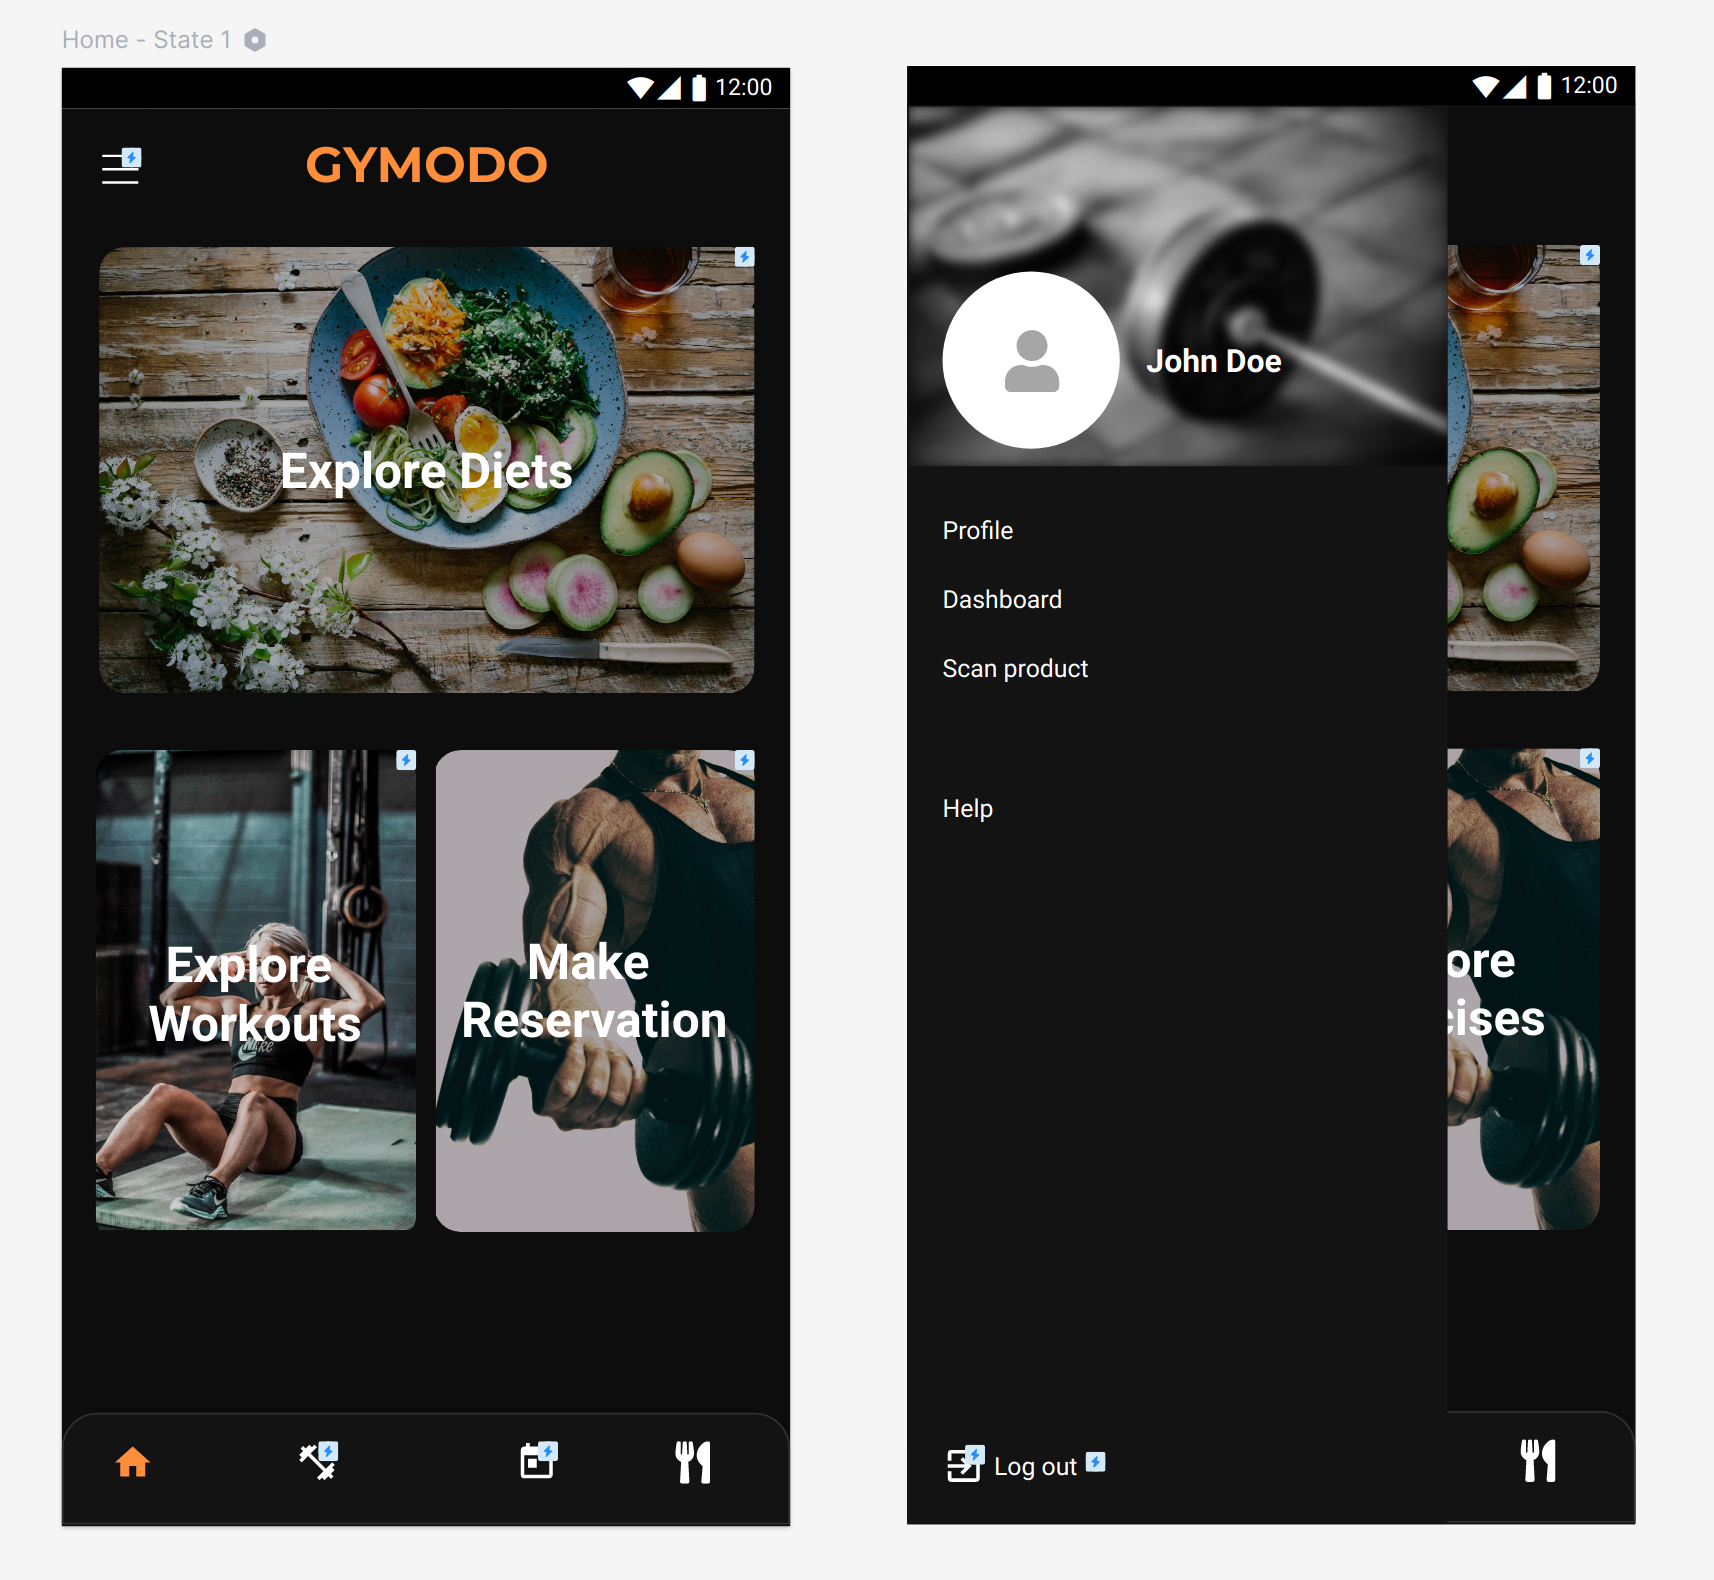 Home - State 1
12:00
GYMODO
Explore Diets
Explore
Workouts
Make
Reservation
12:00
John Doe
Profile
Dashboard
Scan product
Help
ore
cises
Log out